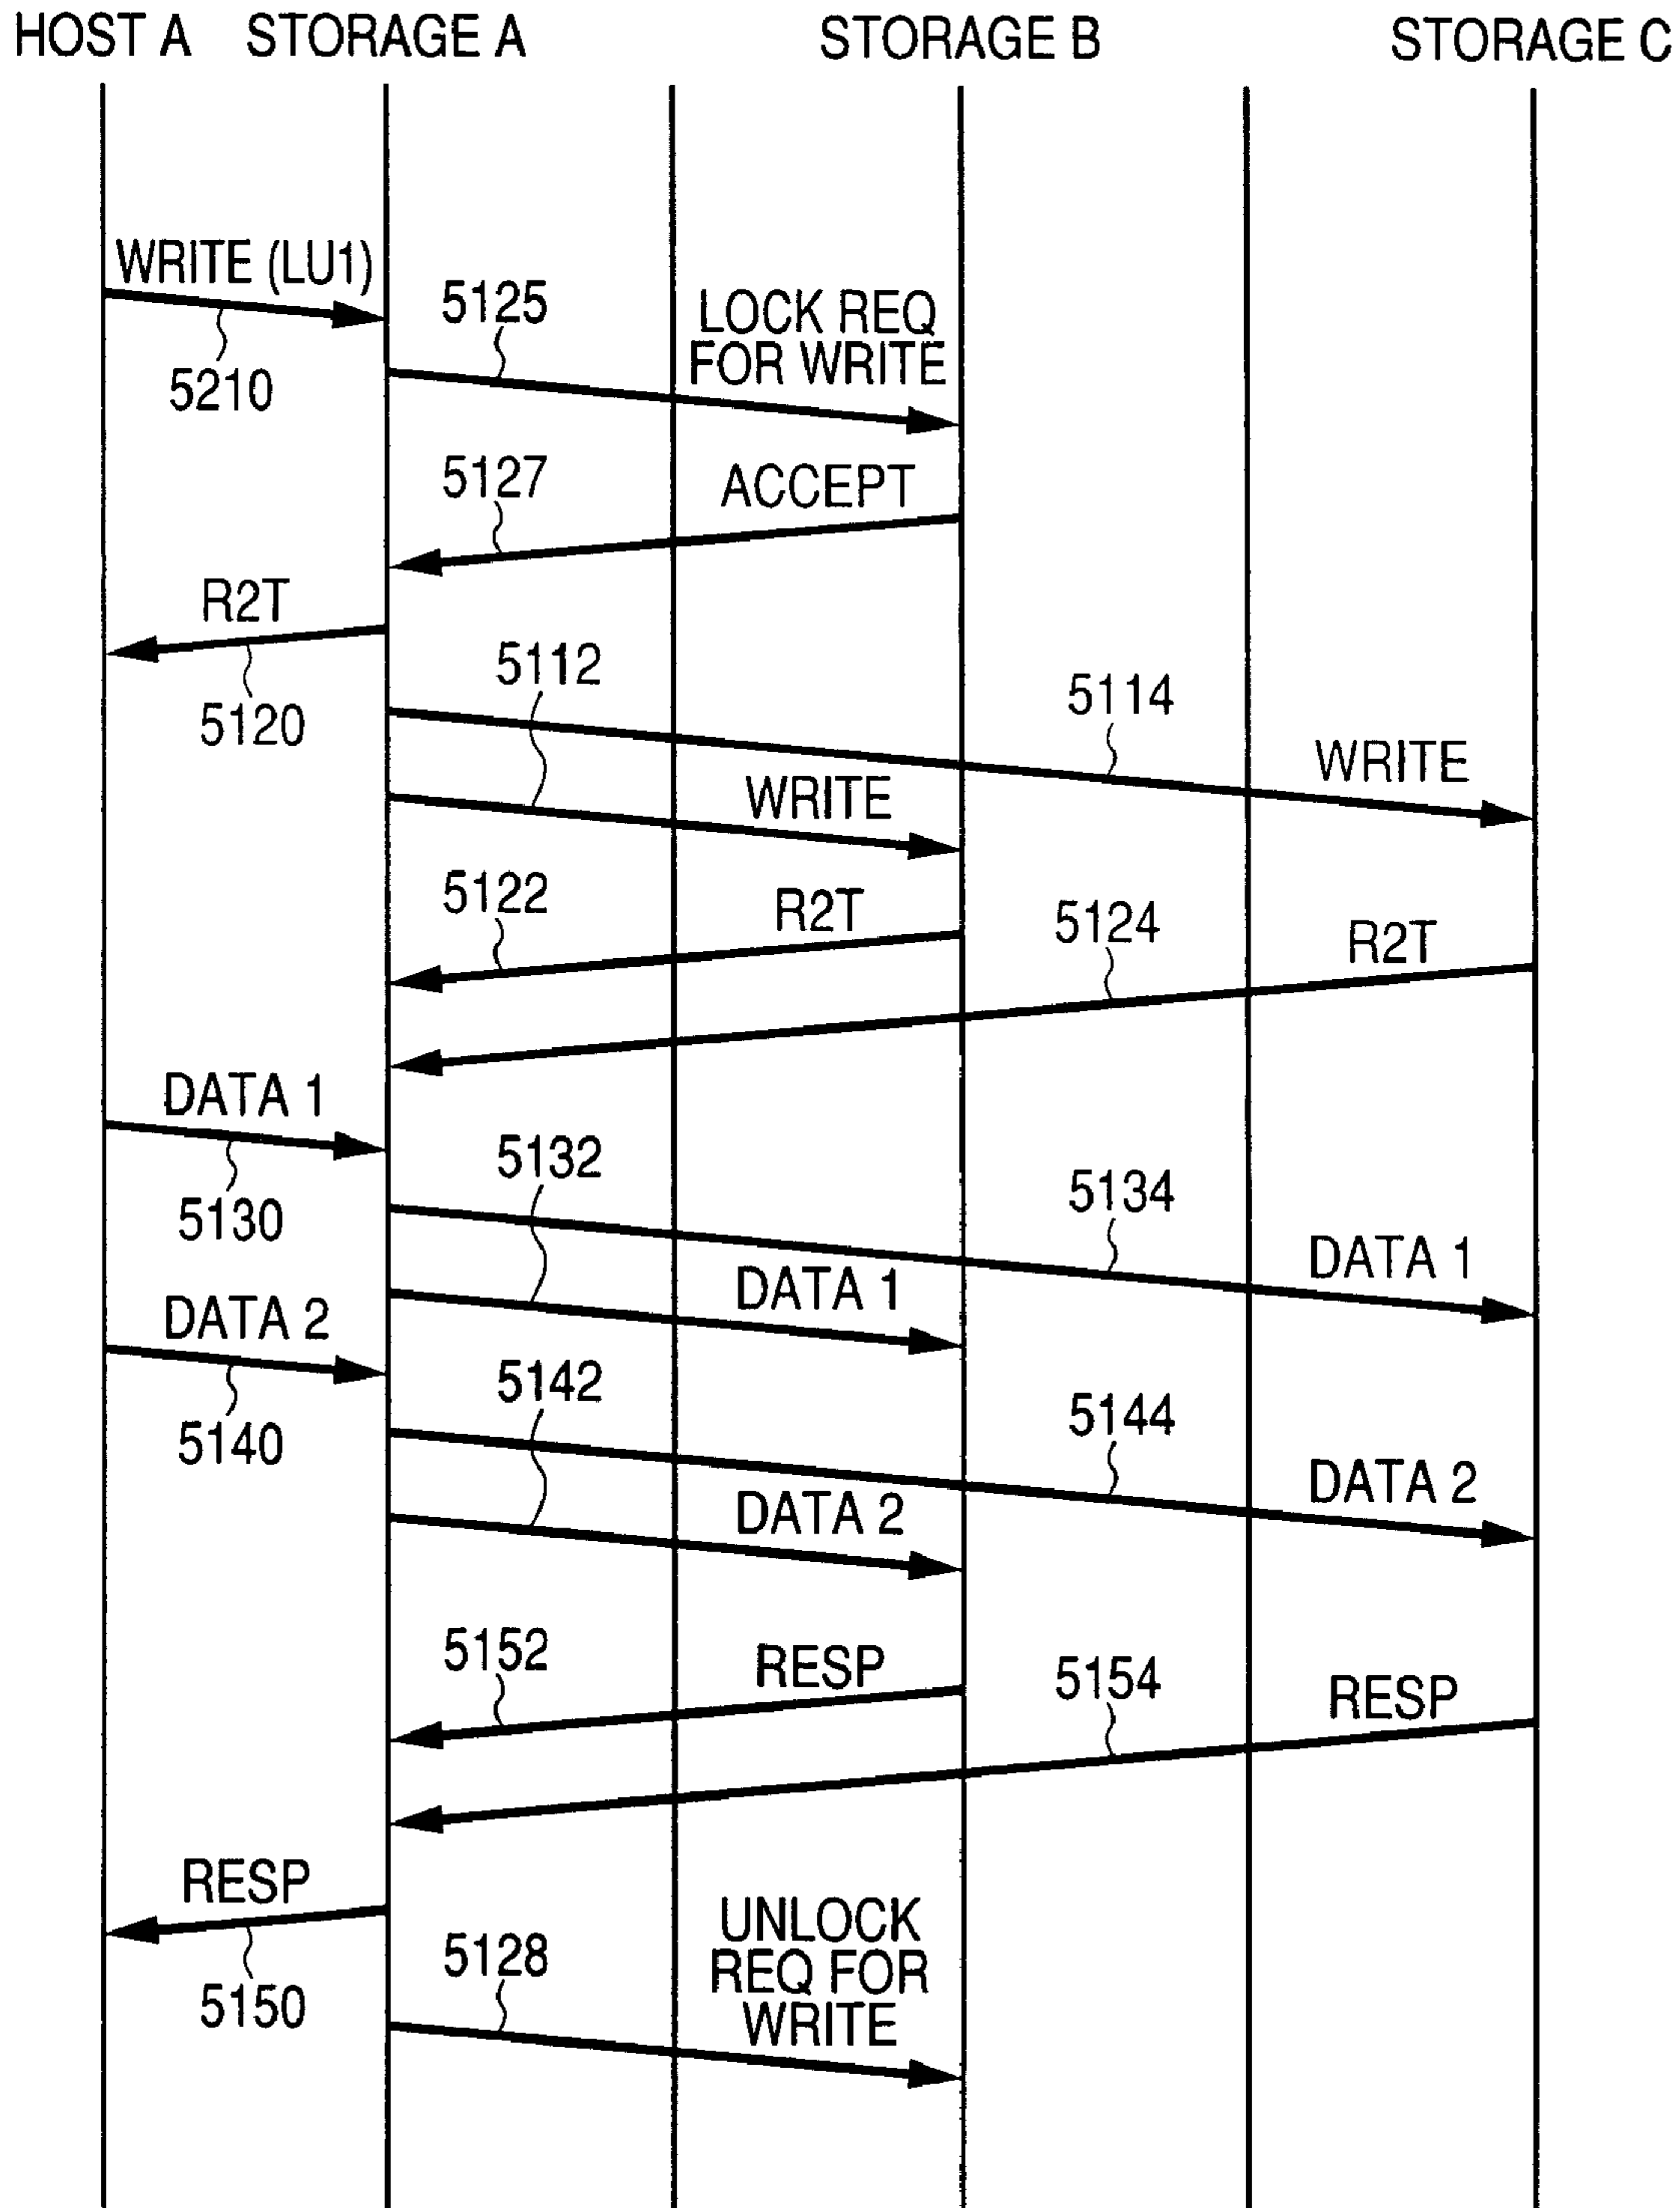 HOST A STORAGE A STORAGE B STORAGE C
WRITE (LU1)
5210
5125
LOCK REQ
FOR WRITE
5127
ACCEPT
R2T
5120
5112
5114
WRITE
WRITE
5122
R2T
5124
R2T
DATA 1
5130
5132
5134
DATA 1
DATA 1
DATA 2
5140
5142
5144
DATA 2
DATA 2
5152
RESP
5154
RESP
RESP
5150
5128
UNLOCK
REQ FOR
WRITE